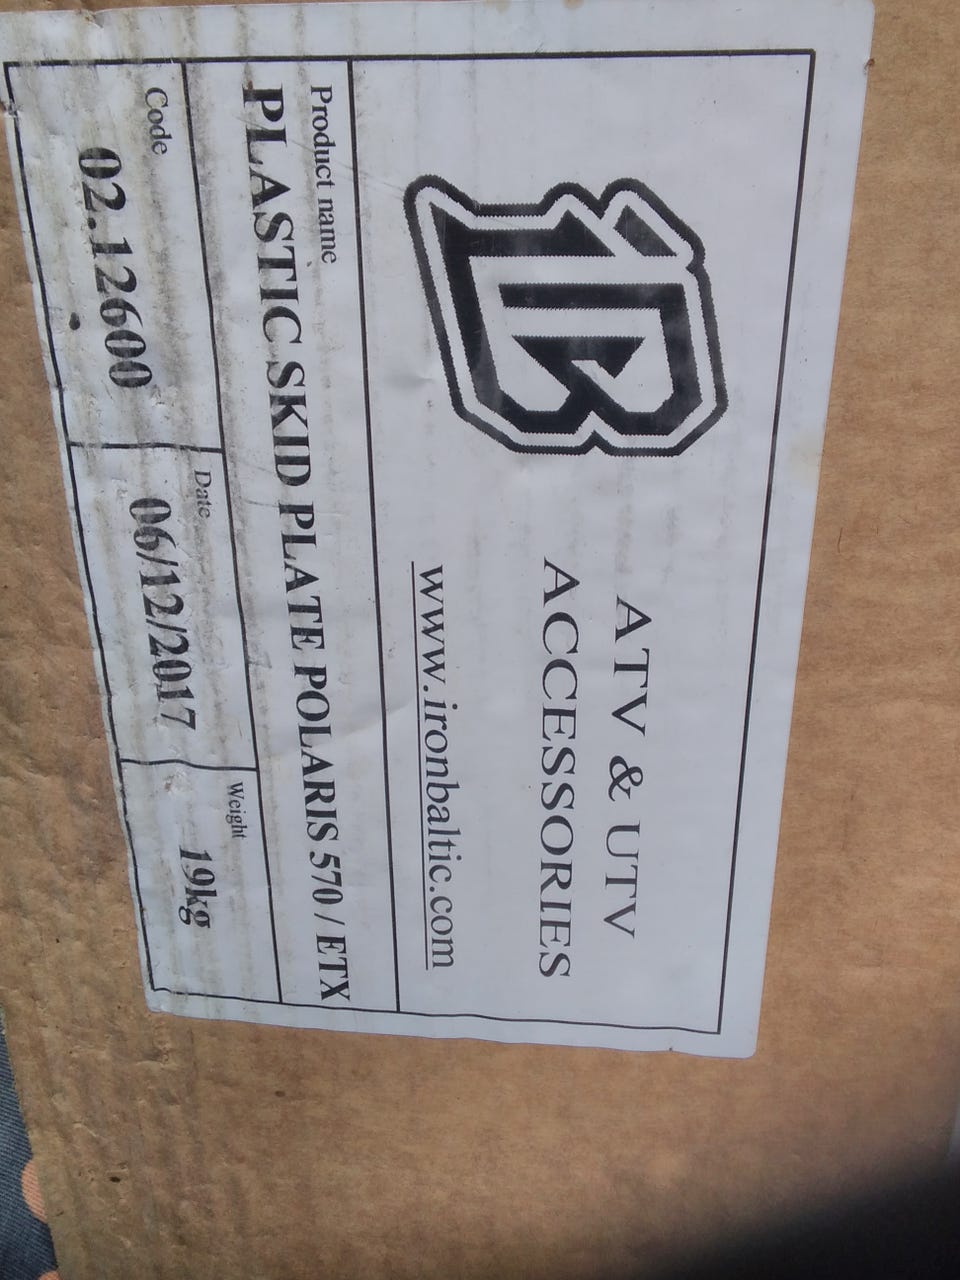 IB
ATV & UTV
ACCESSORIES
www.ironbaltic.com
Product name
PLASTIC SKID PLATE POLARIS 570 / ETX
Code
02.12600
Date
06/12/2017
Weight
19kg